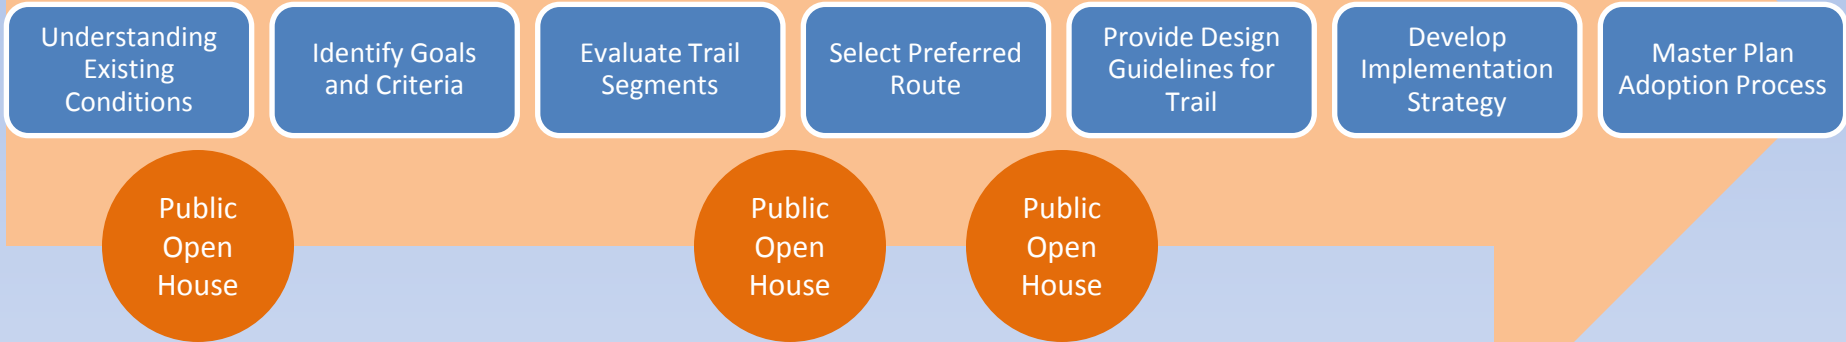 Understanding
Existing
Conditions
Identify Goals
and Criteria
Evaluate Trail
Segments
Select Preferred
Route
Provide Design
Guidelines for
Trail
Develop
Implementation
Strategy
Master Plan
Adoption Process
Public
Open
House
Public
Open
House
Public
Open
House